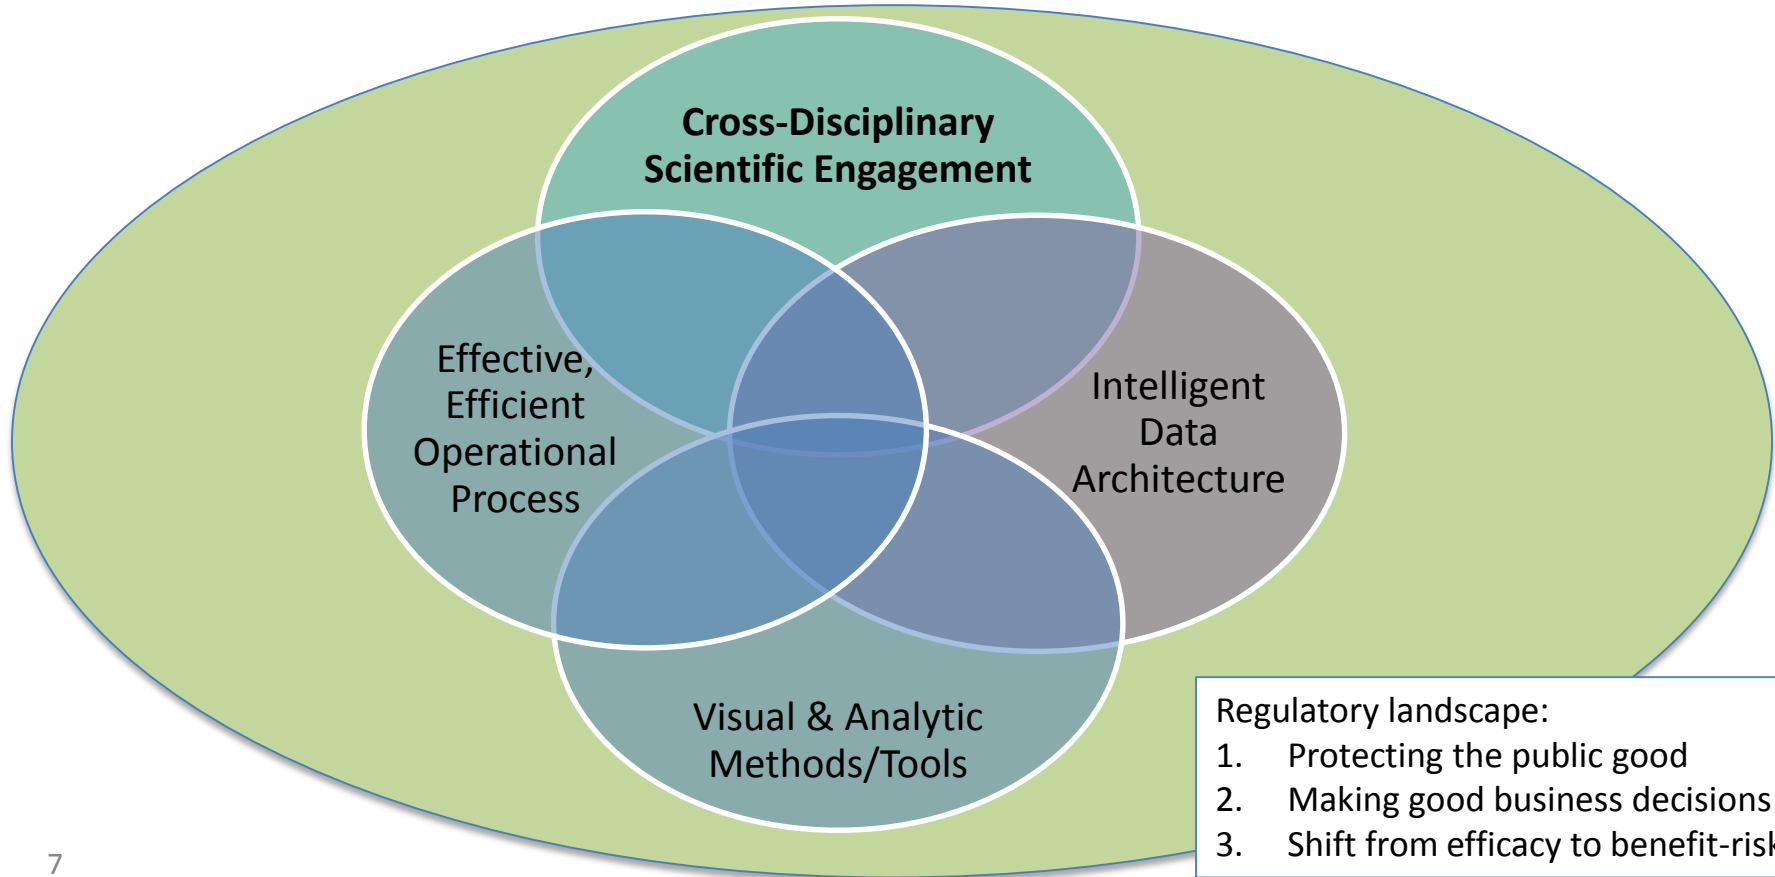 Cross-Disciplinary
Scientific Engagement
Effective,
Efficient
Operational
Process
Intelligent
Data
Architecture
Visual & Analytic
Methods/Tools
Regulatory landscape:
1. Protecting the public good
2. Making good business decisions
3. Shift from efficacy to benefit-risk
7